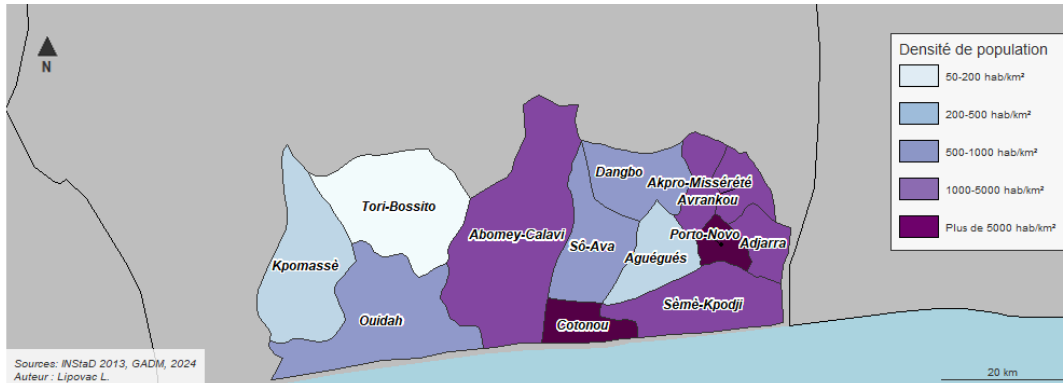 N
Densité de population
50-200 hab/km²
200-500 hab/km²
500-1000 hab/km²
1000-5000 hab/km²
Plus de 5000 hab/km²
Dangbo
Akpro-Missérété
Avrankou
Tori-Bossito
Abomey-Calavi
Porto-Novo
Adjarra
Sô-Ava
Aguégués
Kpomassè
Sèmè-Kpodji
Ouidah
Cotonou
Sources: INStaD 2013, GADM, 2024
Auteur : Lipovac L.
20 km